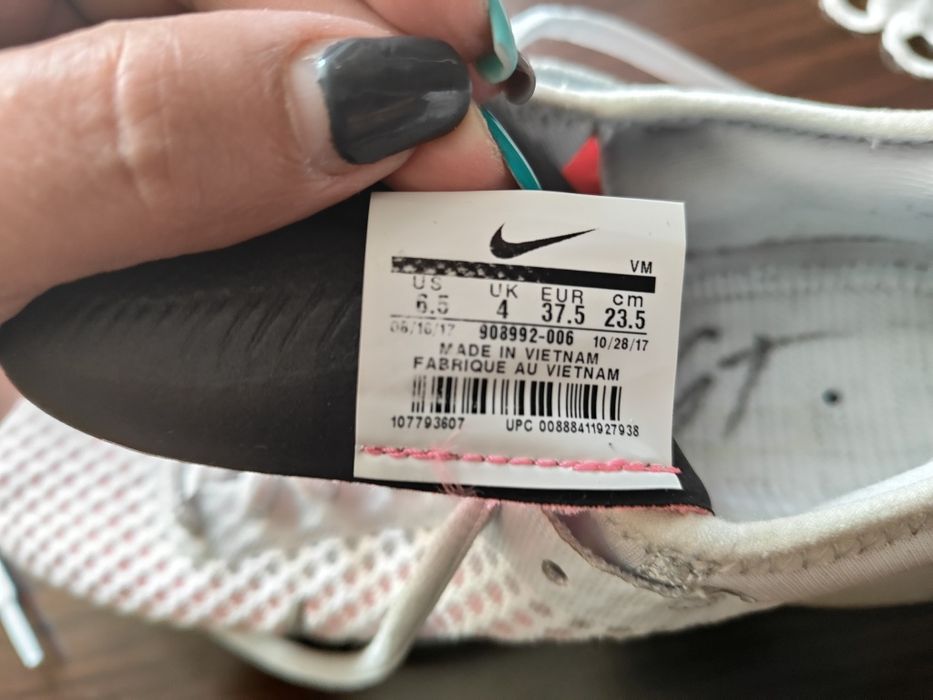 VM
US UK EUR cm
6.5 4 37.5 23.5
08/16/17 908992-006 10/28/17
MADE IN VIETNAM
FABRIQUE AU VIETNAM
107793607 UPC 00888411927938